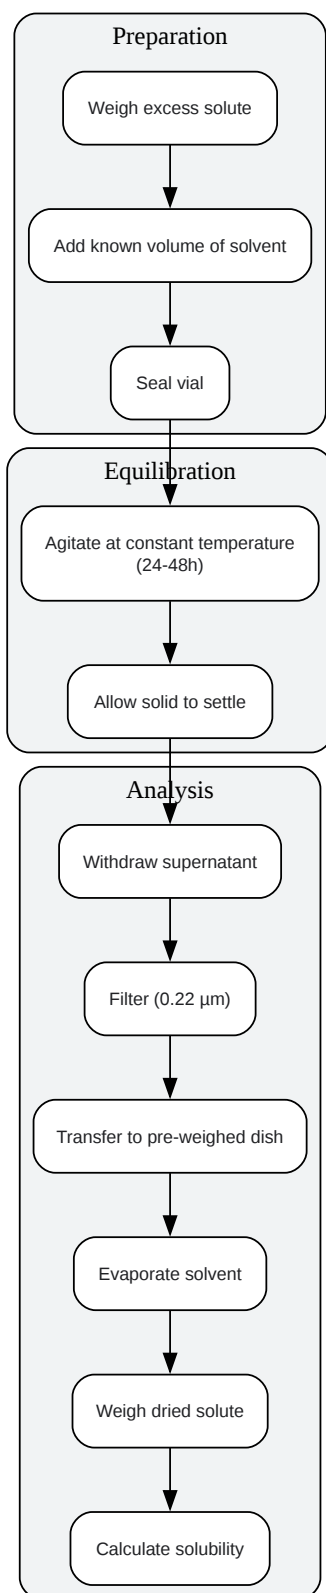 Preparation
Weigh excess solute
Add known volume of solvent
Seal vial
Equilibration
Agitate at constant temperature
(24-48h)
Allow solid to settle
Analysis
Withdraw supernatant
Filter (0.22 µm)
Transfer to pre-weighed dish
Evaporate solvent
Weigh dried solute
Calculate solubility